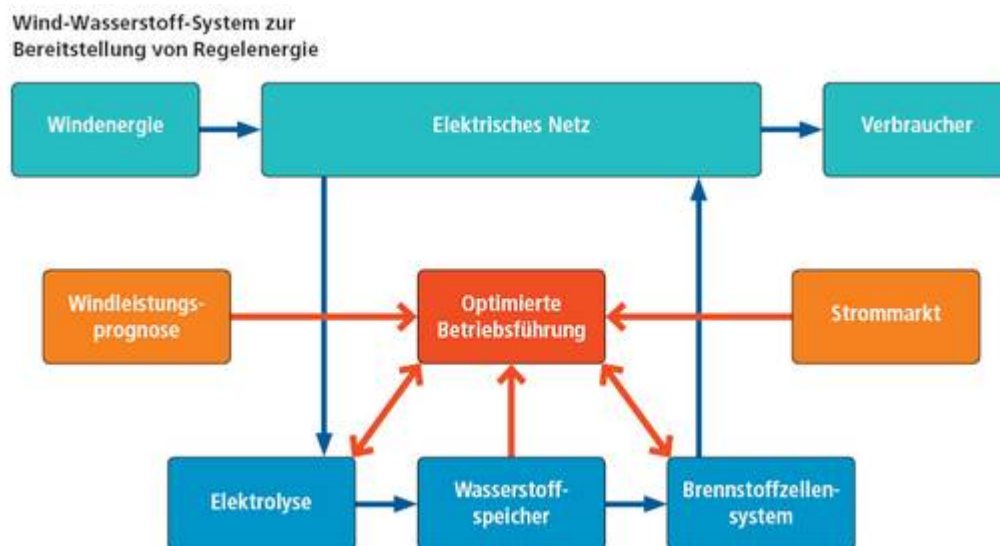 Wind-Wasserstoff-System zur
Bereitstellung von Regelenergie
Windenergie
Elektrisches Netz
Verbraucher
Windleistungs-
prognose
Optimierte
Betriebsführung
Strommarkt
Elektrolyse
Wasserstoff-
speicher
Brennstoffzellen-
system